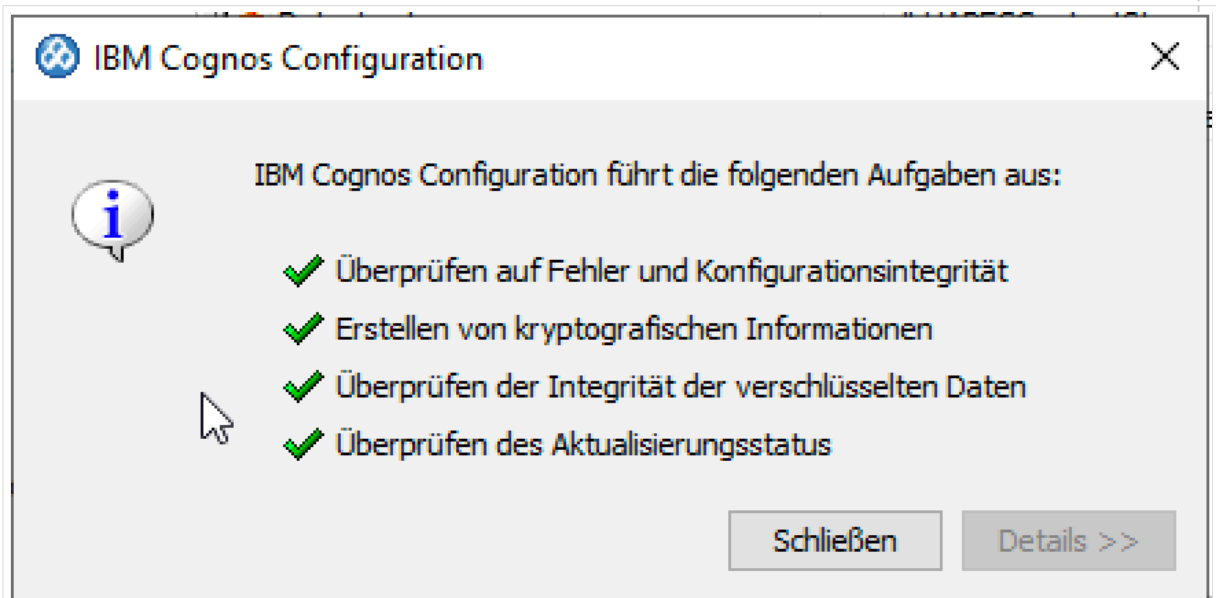 IBM Cognos Configuration
IBM Cognos Configuration führt die folgenden Aufgaben aus:
Überprüfen auf Fehler und Konfigurationsintegrität
Erstellen von kryptografischen Informationen
Überprüfen der Integrität der verschlüsselten Daten
Überprüfen des Aktualisierungsstatus
Schließen
Details >>